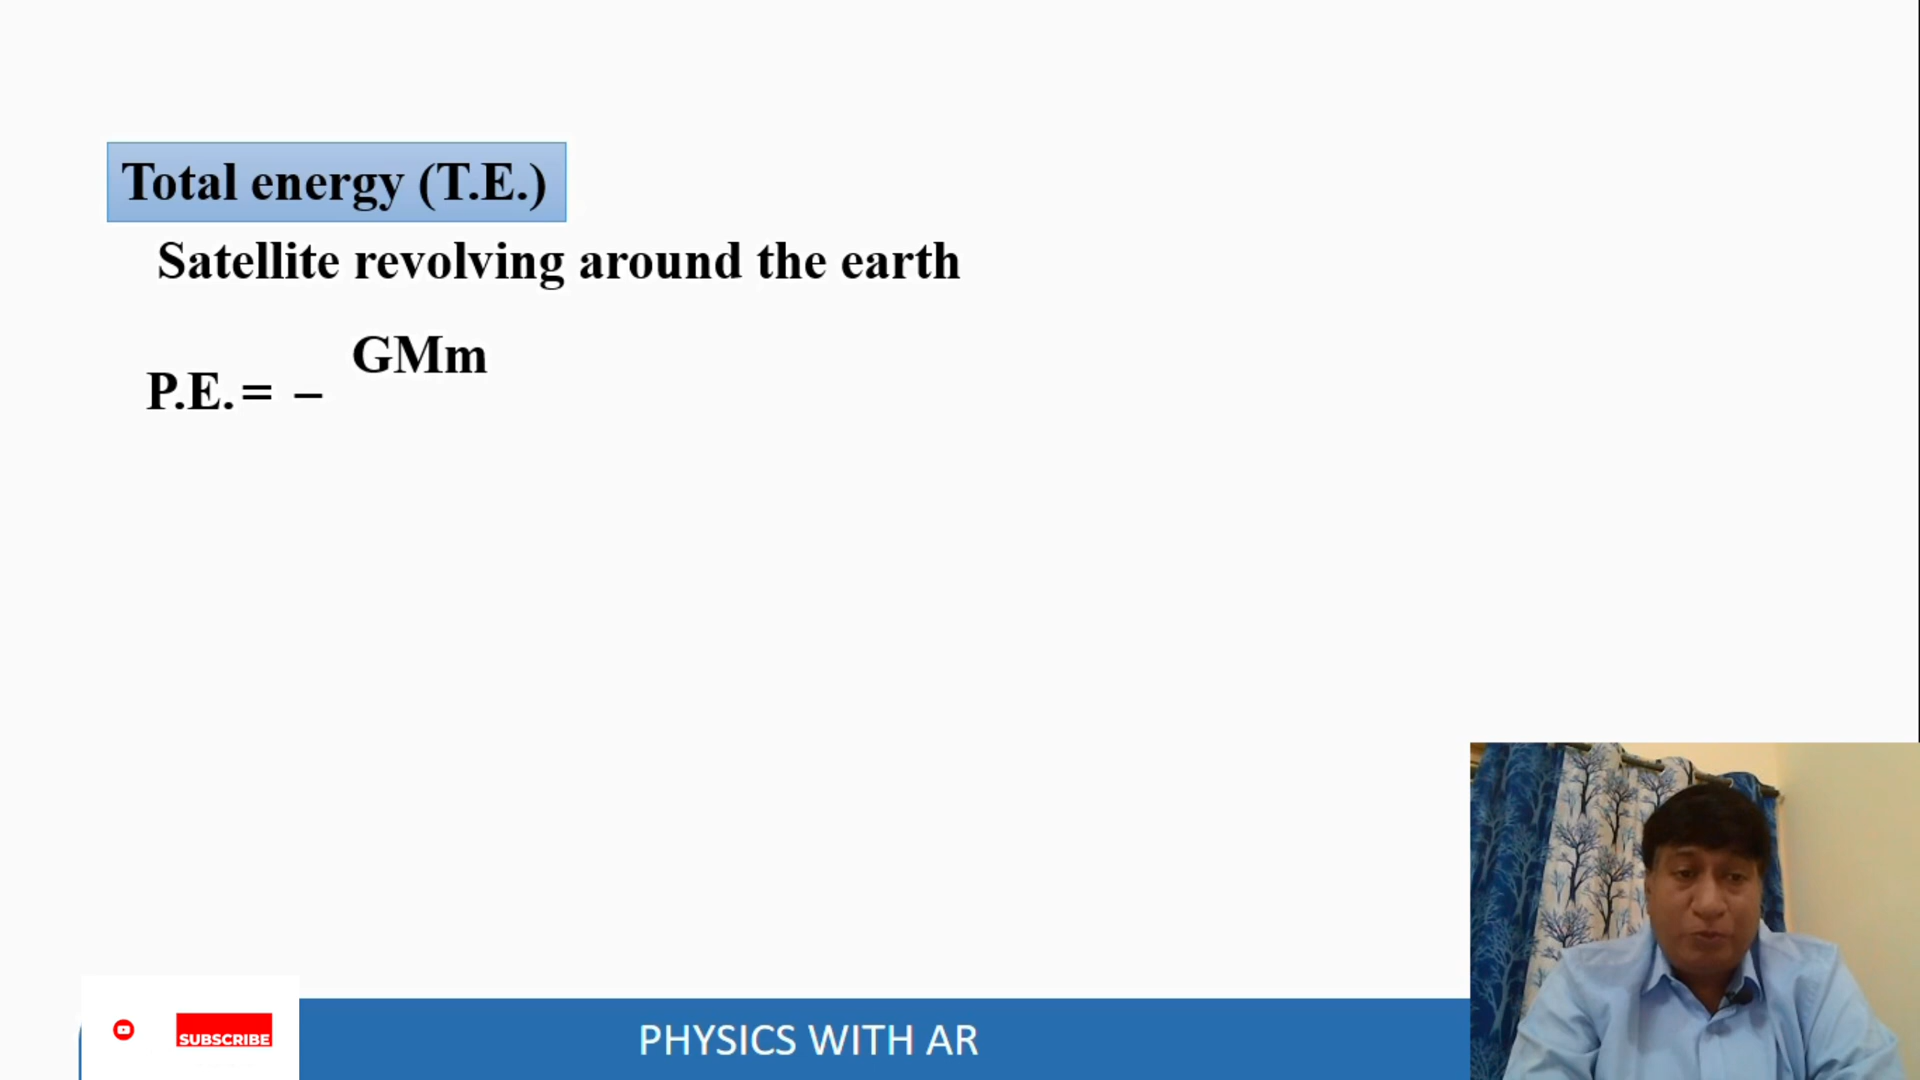 Total energy (T.E.)
Satellite revolving around the earth
GMm
P.E. = –
SUBSCRIBE
PHYSICS WITH AR